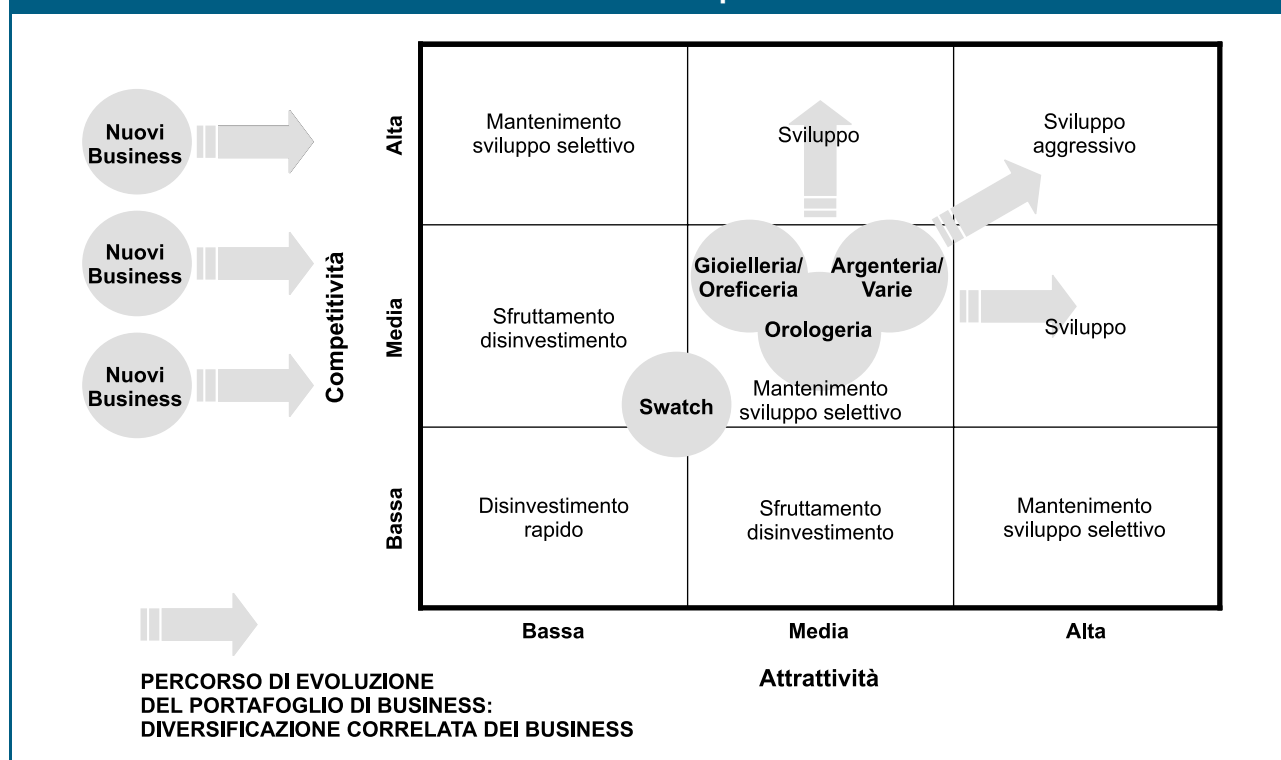 Nuovi
Business
Nuovi
Business
Nuovi
Business
Competitività
Alta
Media
Bassa
Mantenimento
sviluppo selettivo
Sviluppo
Sviluppo
aggressivo
Sfruttamento
disinvestimento
Gioielleria/
Oreficeria
Argenteria/
Varie
Orologeria
Swatch
Mantenimento
sviluppo selettivo
Sviluppo
Disinvestimento
rapido
Sfruttamento
disinvestimento
Mantenimento
sviluppo selettivo
Bassa
Media
Alta
Attrattività
PERCORSO DI EVOLUZIONE
DEL PORTAFOGLIO DI BUSINESS:
DIVERSIFICAZIONE CORRELATA DEI BUSINESS